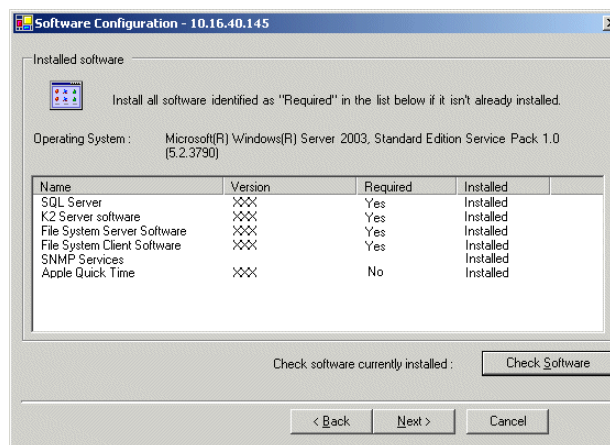 Software Configuration - 10.16.40.145
Installed software
Install all software identified as "Required" in the list below if it isn't already installed.
Operating System : Microsoft(R) Windows(R) Server 2003, Standard Edition Service Pack 1.0
(5.2.3790)
Name Version Required Installed
SQL Server XXX Yes Installed
K2 Server software XXX Yes Installed
File System Server Software XXX Yes Installed
File System Client Software XXX Yes Installed
SNMP Services Installed
Apple Quick Time XXX No Installed
Check software currently installed : Check Software
< Back Next > Cancel